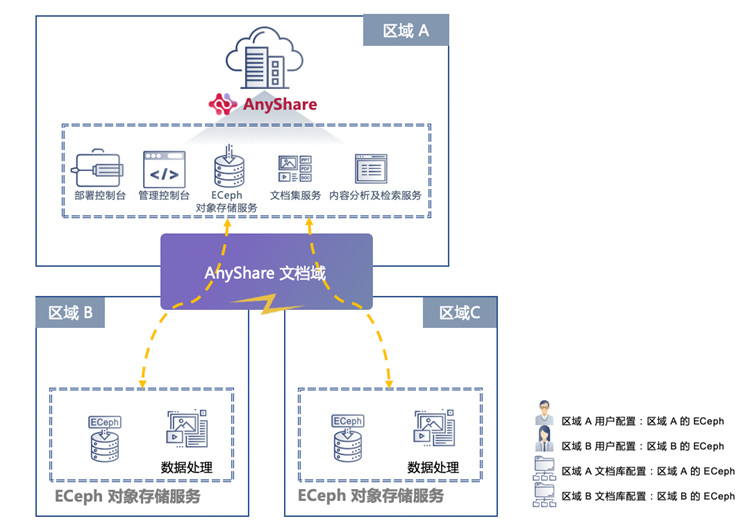 区域 A
AnyShare
</>
PPT
PDF
DOC
部署控制台
管理控制台
ECeph
对象存储服务
文档集服务
内容分析及检索服务
AnyShare 文档域
区域 B
区域C
ECeph
数据处理
ECeph 对象存储服务
ECeph
数据处理
ECeph 对象存储服务
区域 A 用户配置：区域 A 的 ECeph
区域 B 用户配置：区域 B 的 ECeph
区域 A 文档库配置：区域 A 的 ECeph
区域 B 文档库配置：区域 B 的 ECeph